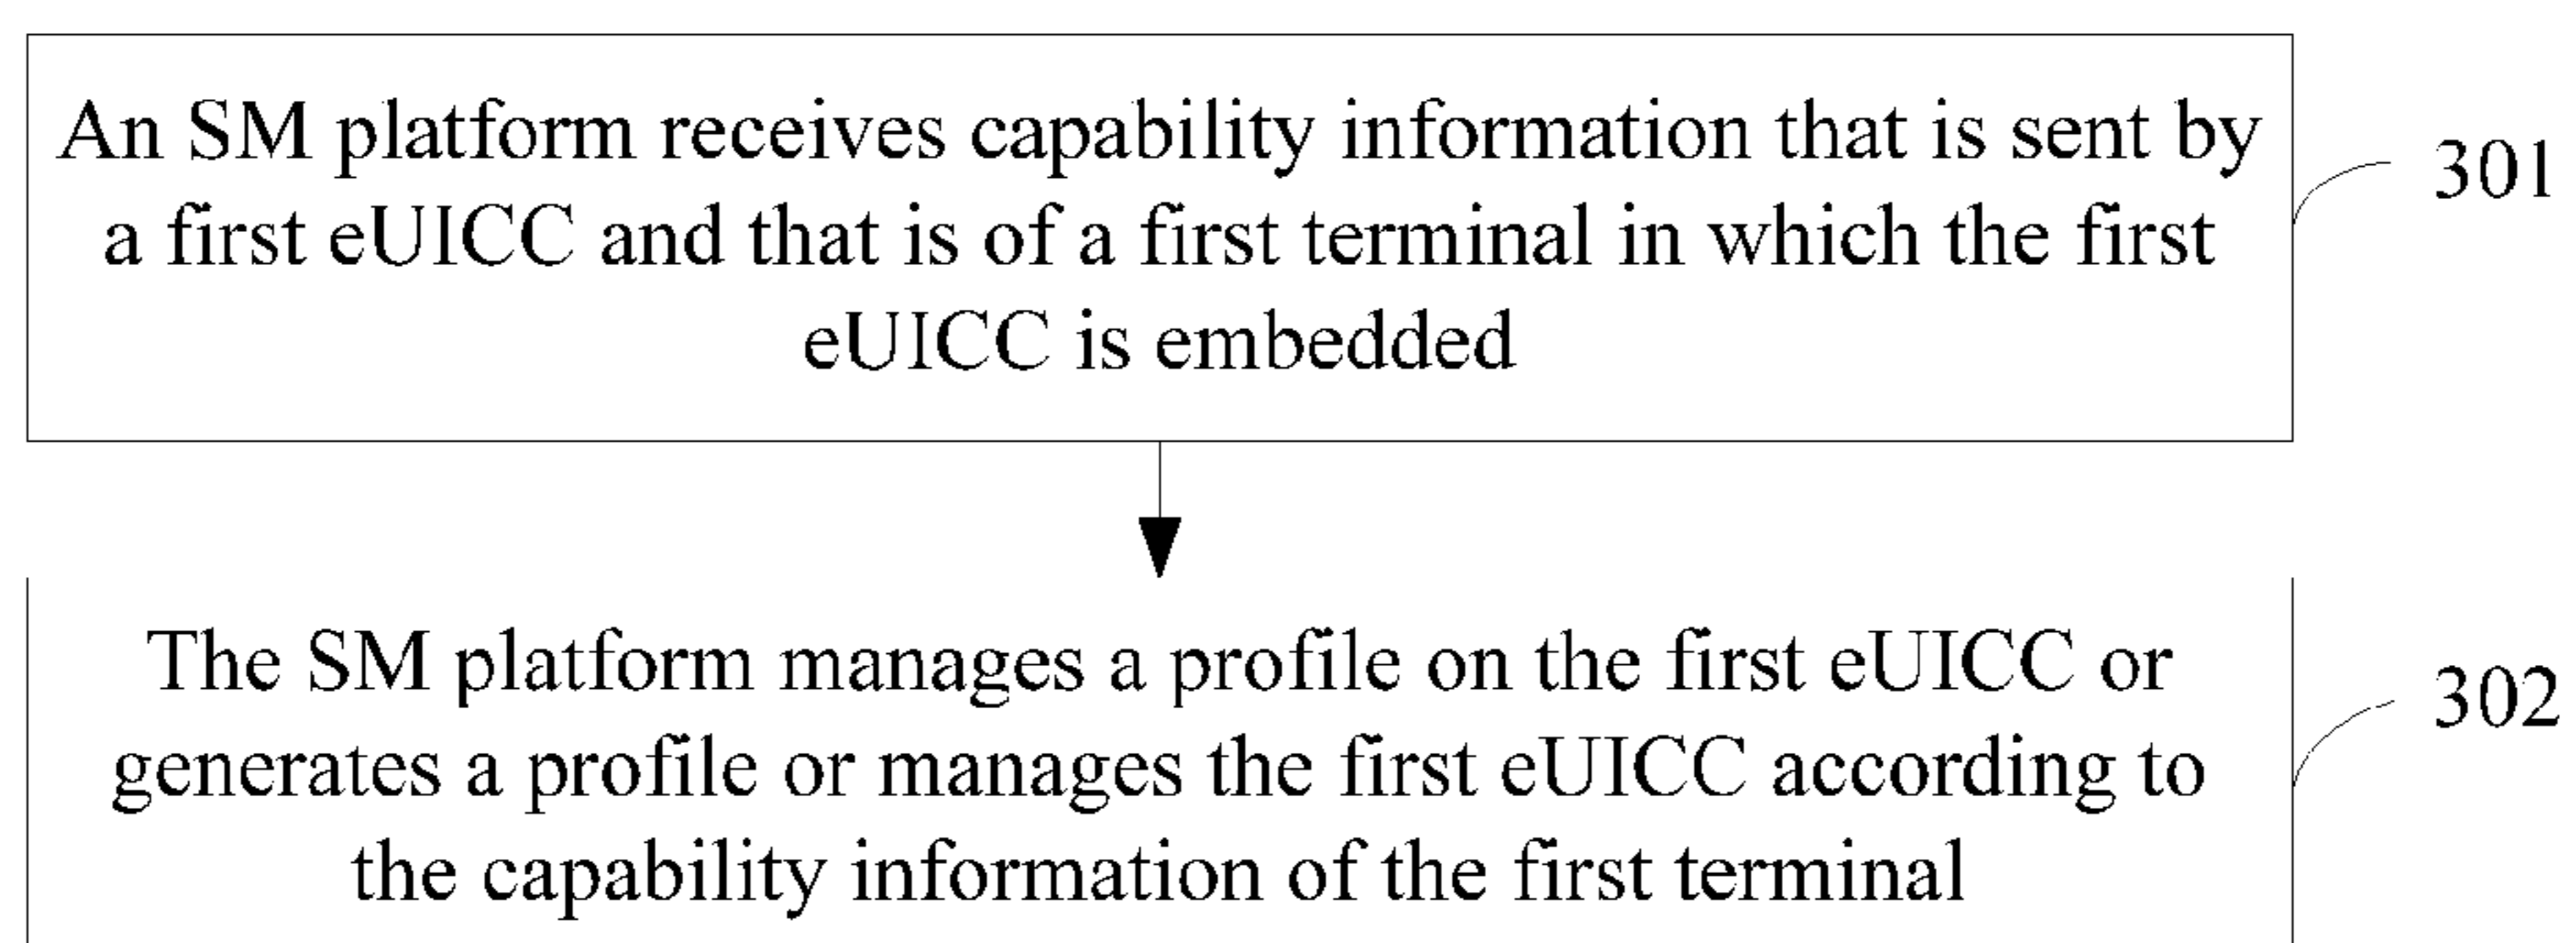 An SM platform receives capability information that is sent by
a first eUICC and that is of a first terminal in which the first
eUICC is embedded
301
The SM platform manages a profile on the first eUICC or
generates a profile or manages the first eUICC according to
the capability information of the first terminal
302